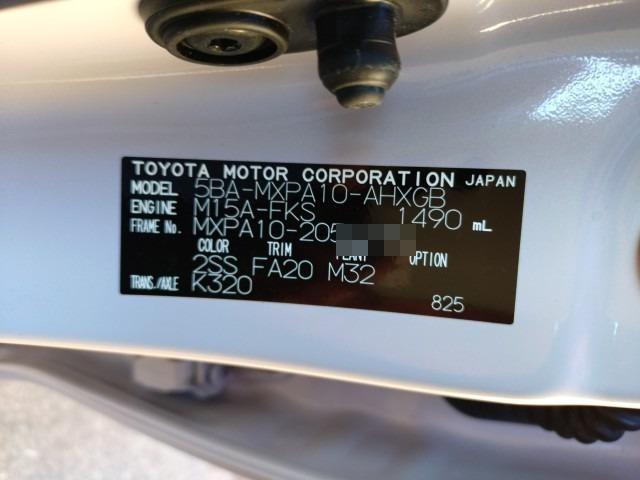 TOYOTA MOTOR CORPORATION JAPAN
MODEL 5BA-MXPA10-AHXGB
ENGINE M15A-FKS 1490 mL
FRAME No. MXPA10-205
COLOR TRIM PLANT OPTION
2SS FA20 M32
TRANS./AXLE K320
825